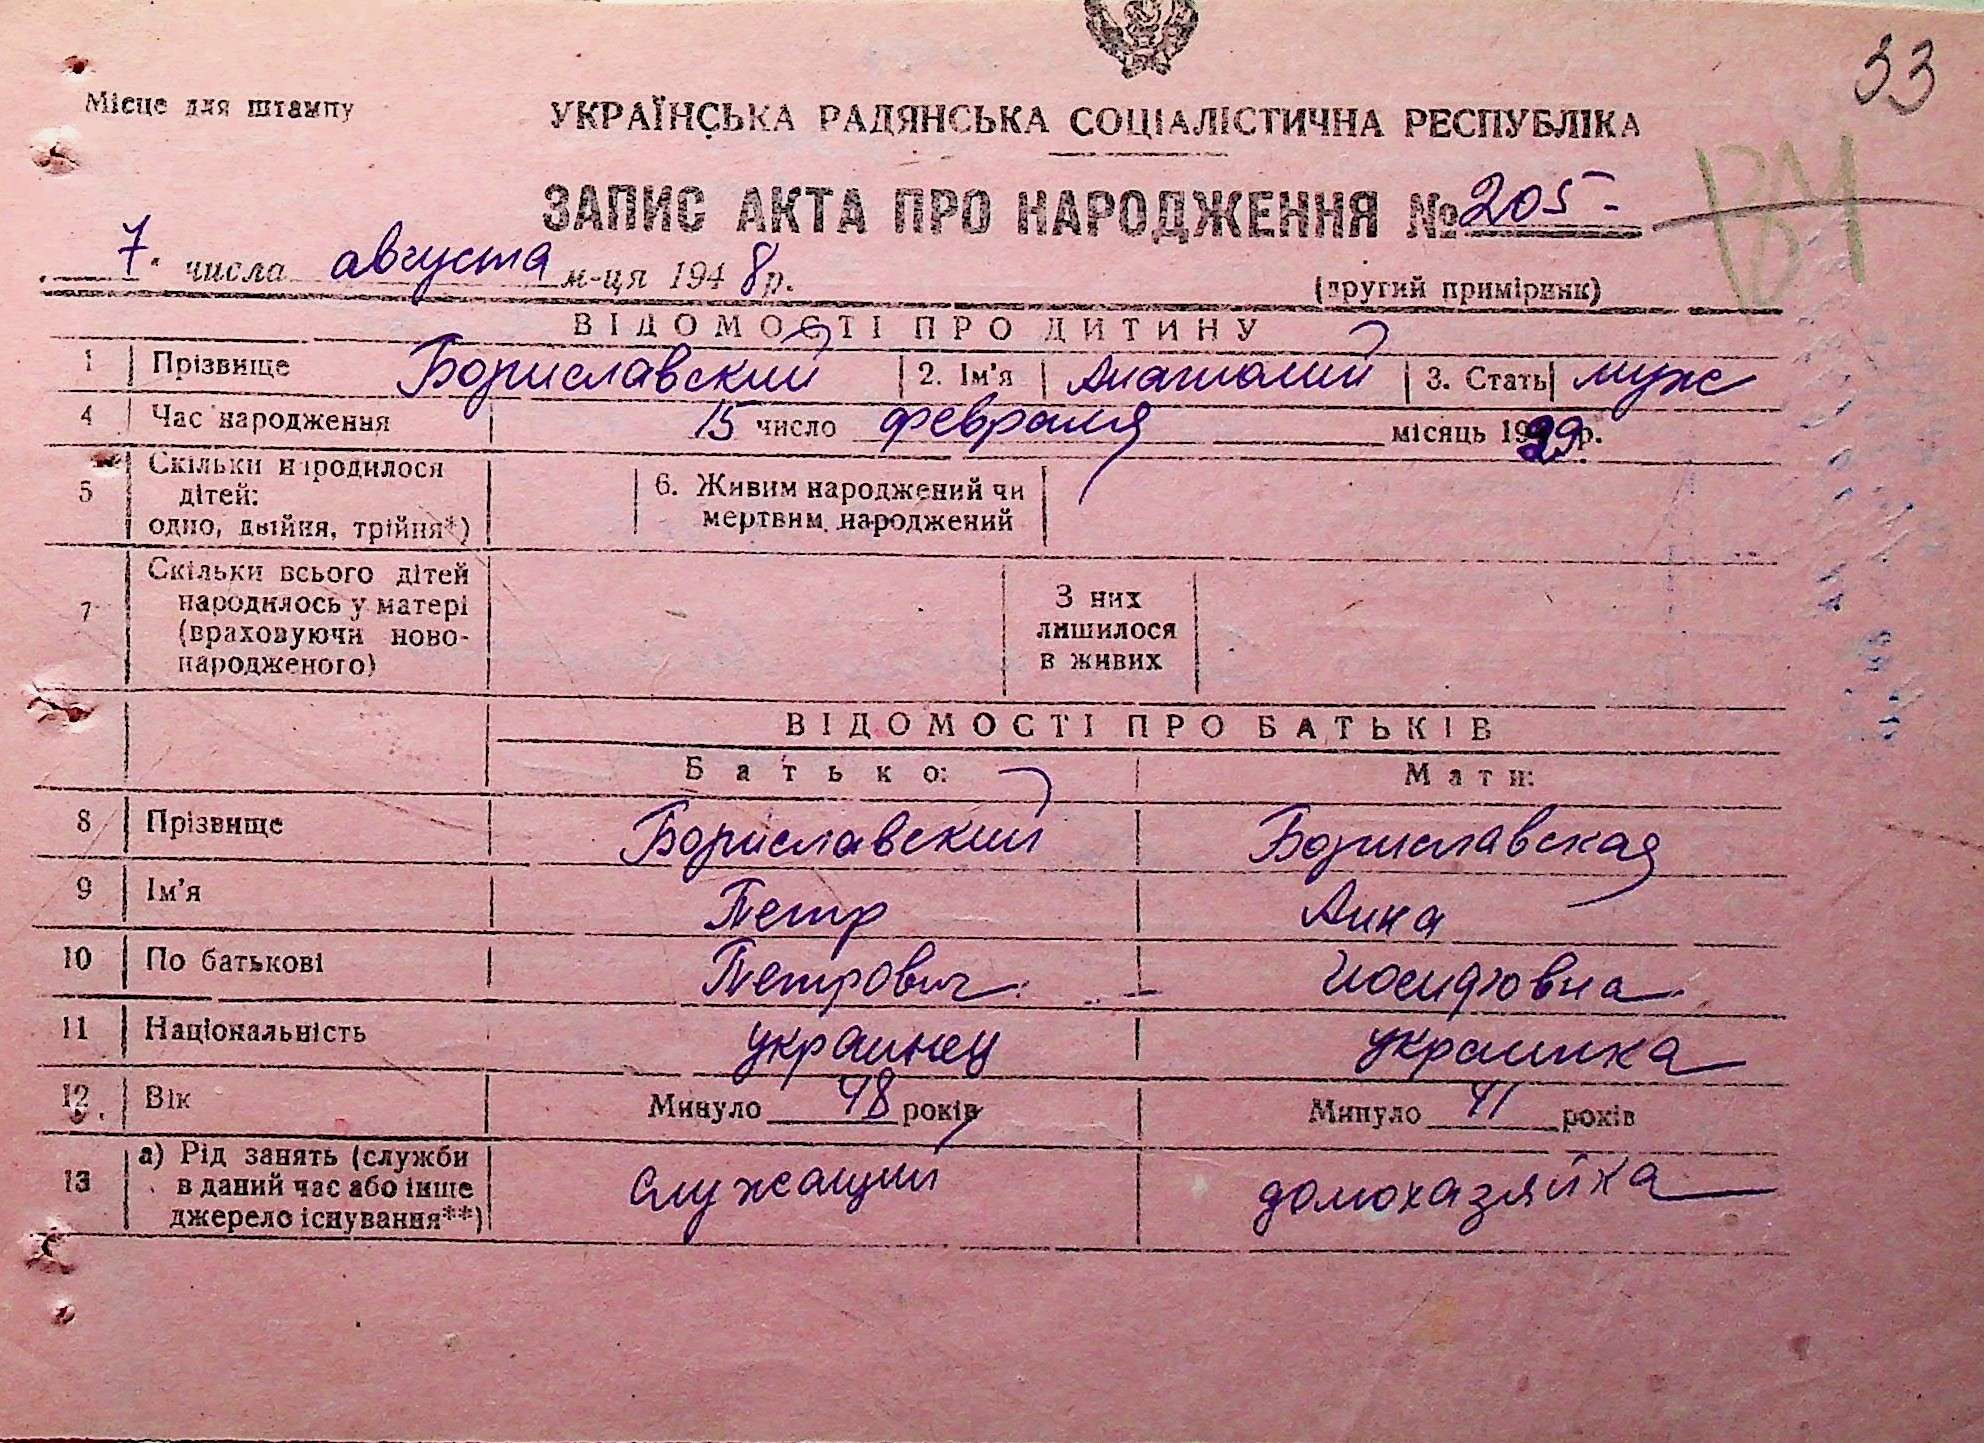 33
Місце для штампу
УКРАЇНСЬКА РАДЯНСЬКА СОЦІАЛІСТИЧНА РЕСПУБЛІКА
ЗАПИС АКТА ПРО НАРОДЖЕННЯ № 205-
7 числа августа м-ця 1948 р.
(другий примірник)
ВІДОМОСТІ ПРО ДИТИНУ
1 Прізвище Бориславский 2. Ім'я Анатолий 3. Стать муж
4 Час народження 15 число февраля місяць 1929 р.
5 Скільки народилося дітей: одно, двійня, трійня*) 6. Живим народжений чи мертвим народжений
7 Скільки всього дітей народилось у матері (враховуючи новонародженого) З них лишилося в живих
ВІДОМОСТІ ПРО БАТЬКІВ
Батько: Мати:
8 Прізвище Бориславский Бориславская
9 Ім'я Петр Анна
10 По батькові Петрович Иосифовна
11 Національність украинец украинка
12 Вік Минуло 48 років Минуло 41 років
13 а) Рід занять (служби в даний час або інше джерело існування**) служащий домохазяйка